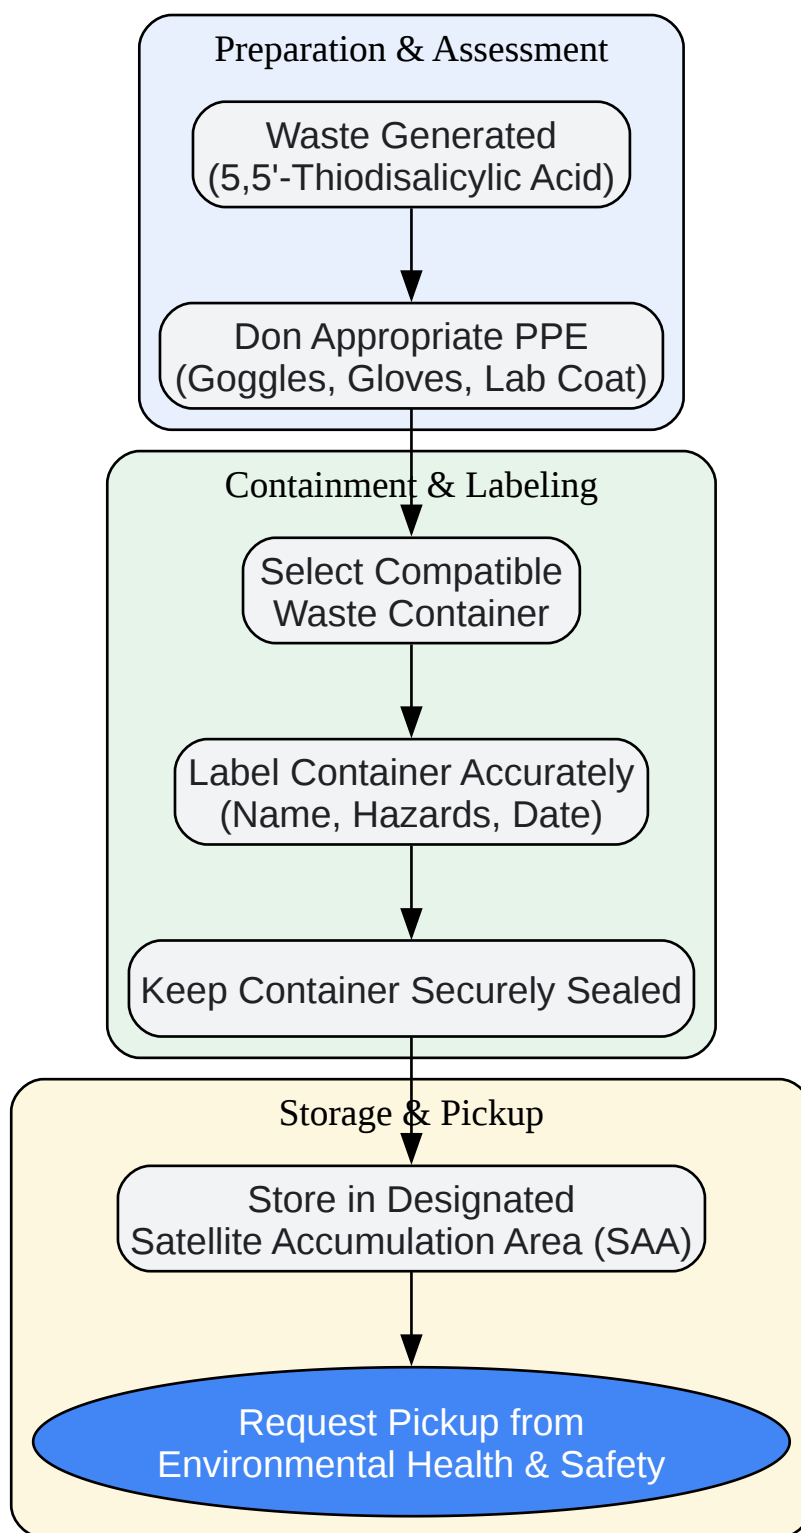 Preparation & Assessment
Waste Generated
(5,5'-Thiodisalicylic Acid)
Don Appropriate PPE
(Goggles, Gloves, Lab Coat)
Containment & Labeling
Select Compatible
Waste Container
Label Container Accurately
(Name, Hazards, Date)
Keep Container Securely Sealed
Storage & Pickup
Store in Designated
Satellite Accumulation Area (SAA)
Request Pickup from
Environmental Health & Safety